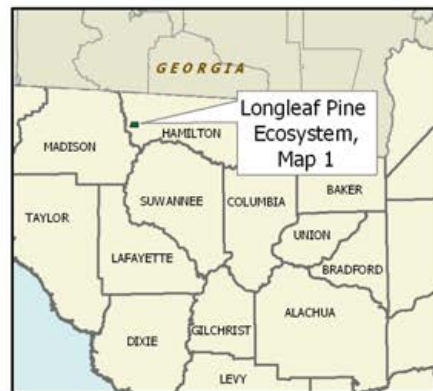 GEORGIA
Longleaf Pine
Ecosystem,
Map 1
HAMILTON
MADISON
BAKER
SUWANNEE
COLUMBIA
TAYLOR
UNION
LAFAYETTE
BRADFORD
ALACHUA
GILCHRIST
DIXIE
LEVY